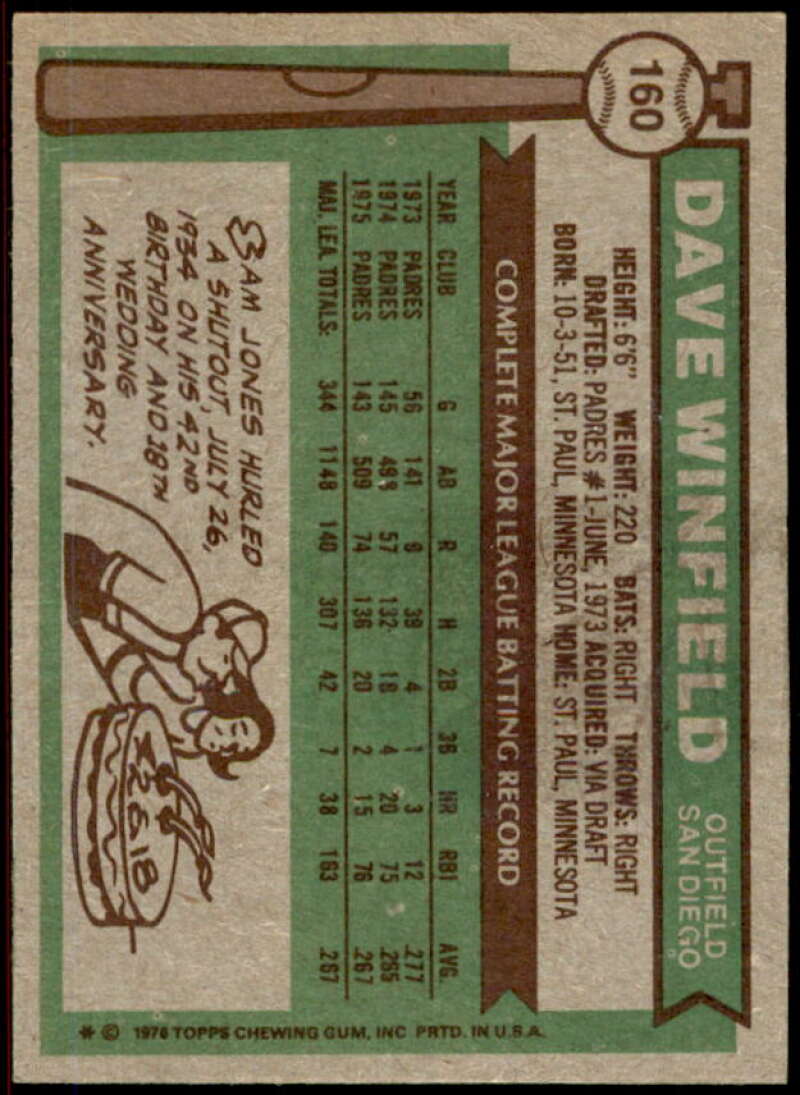 160
DAVE WINFIELD
OUTFIELD
SAN DIEGO
HEIGHT: 6'6" WEIGHT: 220 BATS: RIGHT THROWS: RIGHT
DRAFTED: PADRES #1-JUNE, 1973 ACQUIRED: VIA DRAFT
BORN: 10-3-51, ST. PAUL, MINNESOTA HOME: ST. PAUL, MINNESOTA
COMPLETE MAJOR LEAGUE BATTING RECORD
YEAR CLUB G AB R H 2B 3B HR RBI AVG.
1973 PADRES 56 141 9 39 4 1 3 12 .277
1974 PADRES 145 498 57 132 18 4 20 75 .265
1975 PADRES 143 509 74 136 20 2 15 76 .267
MAJ. LEA. TOTALS: 344 1148 140 307 42 7 38 163 .267
SAM JONES HURLED
A SHUTOUT, JULY 26,
1934 ON HIS 42ND
BIRTHDAY AND 18TH
WEDDING
ANNIVERSARY.
18
* © 1976 TOPPS CHEWING GUM, INC PRTD. IN U.S.A.